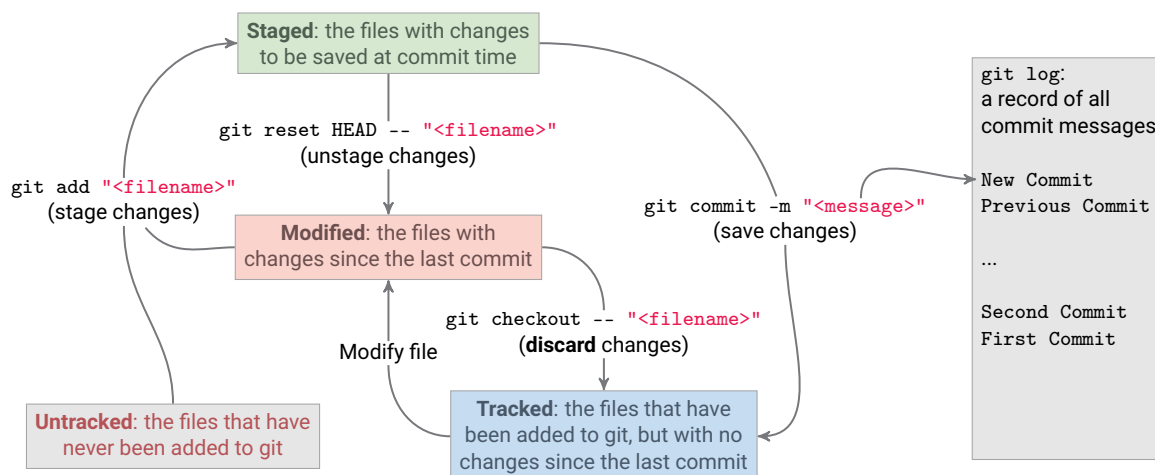 Staged: the files with changes
to be saved at commit time
git log:
a record of all
commit messages
git reset HEAD -- "<filename>"
(unstage changes)
git add "<filename>"
(stage changes)
New Commit
Previous Commit
git commit -m "<message>"
(save changes)
Modified: the files with
changes since the last commit
...
Second Commit
First Commit
git checkout -- "<filename>"
(discard changes)
Modify file
Untracked: the files that have
never been added to git
Tracked: the files that have
been added to git, but with no
changes since the last commit